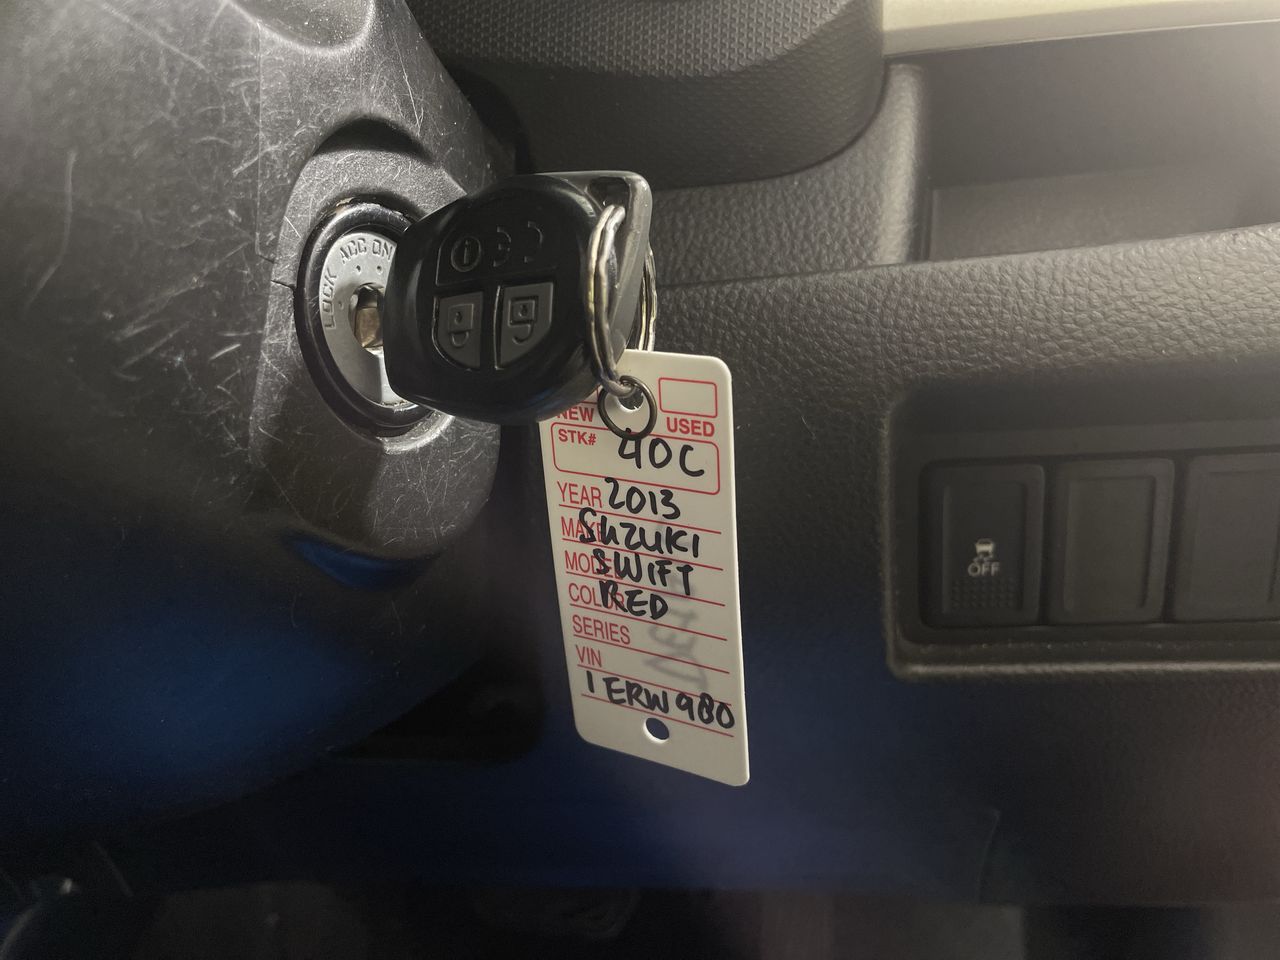 LOCK ACC ON
NEW USED
STK# 40C
YEAR 2013
MAKE SUZUKI
MODEL SWIFT
COLOR RED
SERIES
VIN
1ERW980
OFF